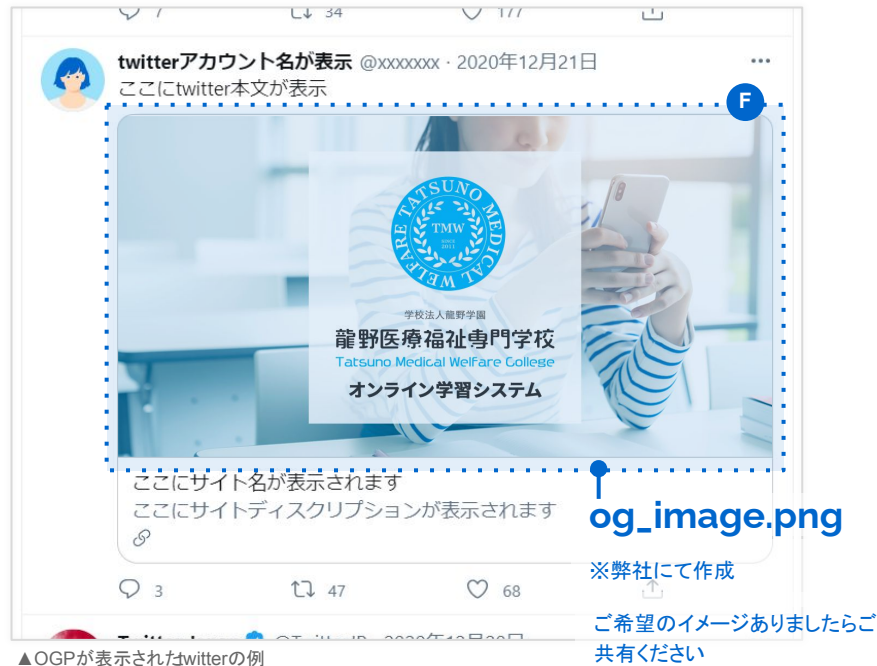 7 34 177
twitterアカウント名が表示 @xxxxxxx · 2020年12月21日
ここにtwitter本文が表示
F
TATSUNO MEDICAL WELFARE
TMW
SINCE
2011
学校法人龍野学園
龍野医療福祉専門学校
Tatsuno Medical Welfare College
オンライン学習システム
ここにサイト名が表示されます
ここにサイトディスクリプションが表示されます
og_image.png
※弊社にて作成
3 47 68
ご希望のイメージありましたらご
共有ください
▲OGPが表示されたtwitterの例